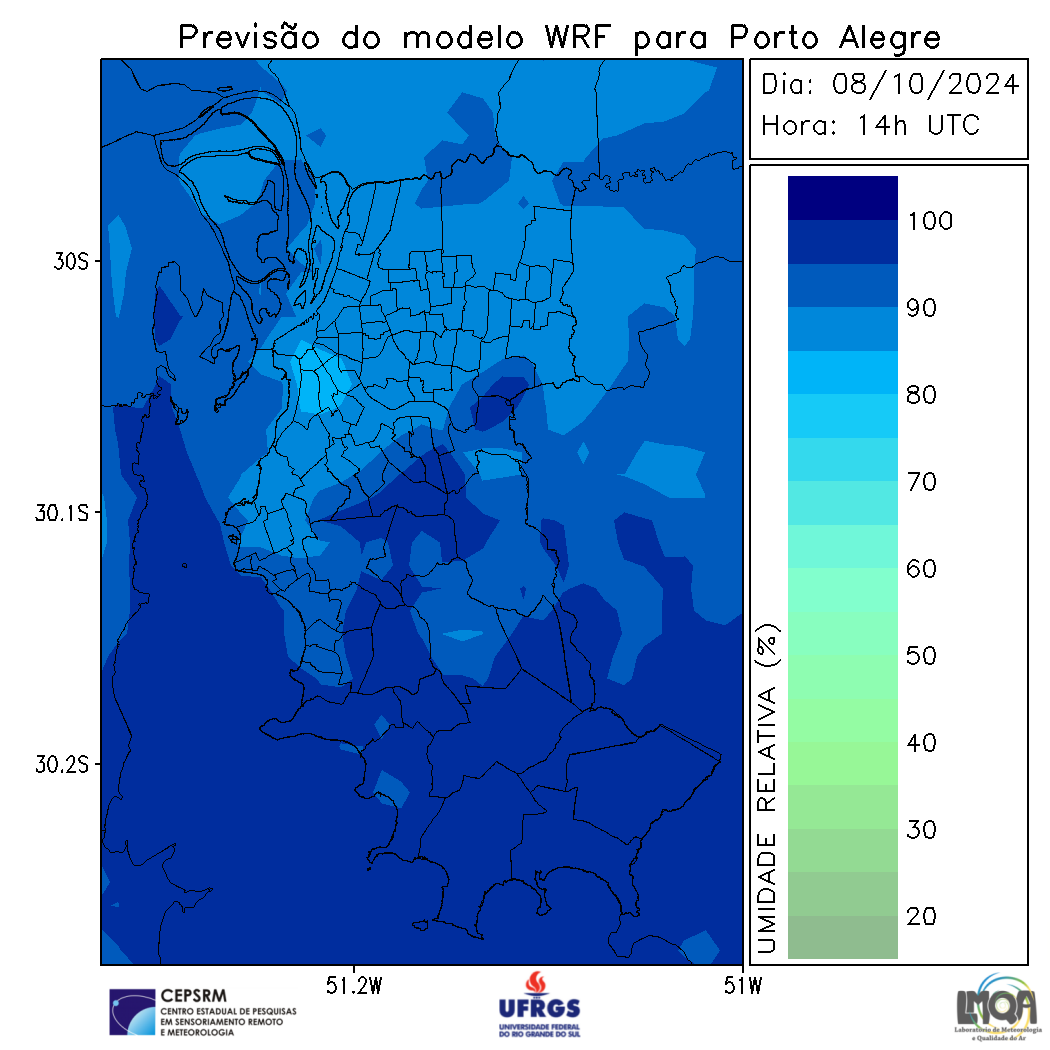 Previsão do modelo WRF para Porto Alegre
Dia: 08/10/2024
Hora: 14h UTC
30S
30.1S
30.2S
51.2W
51W
UMIDADE RELATIVA (%)
100
90
80
70
60
50
40
30
20
CEPSRM
CENTRO ESTADUAL DE PESQUISAS
EM SENSORIAMENTO REMOTO
E METEOROLOGIA
UFRGS
UNIVERSIDADE FEDERAL
DO RIO GRANDE DO SUL
LMQA
Laboratório de Meteorologia
e Qualidade do Ar